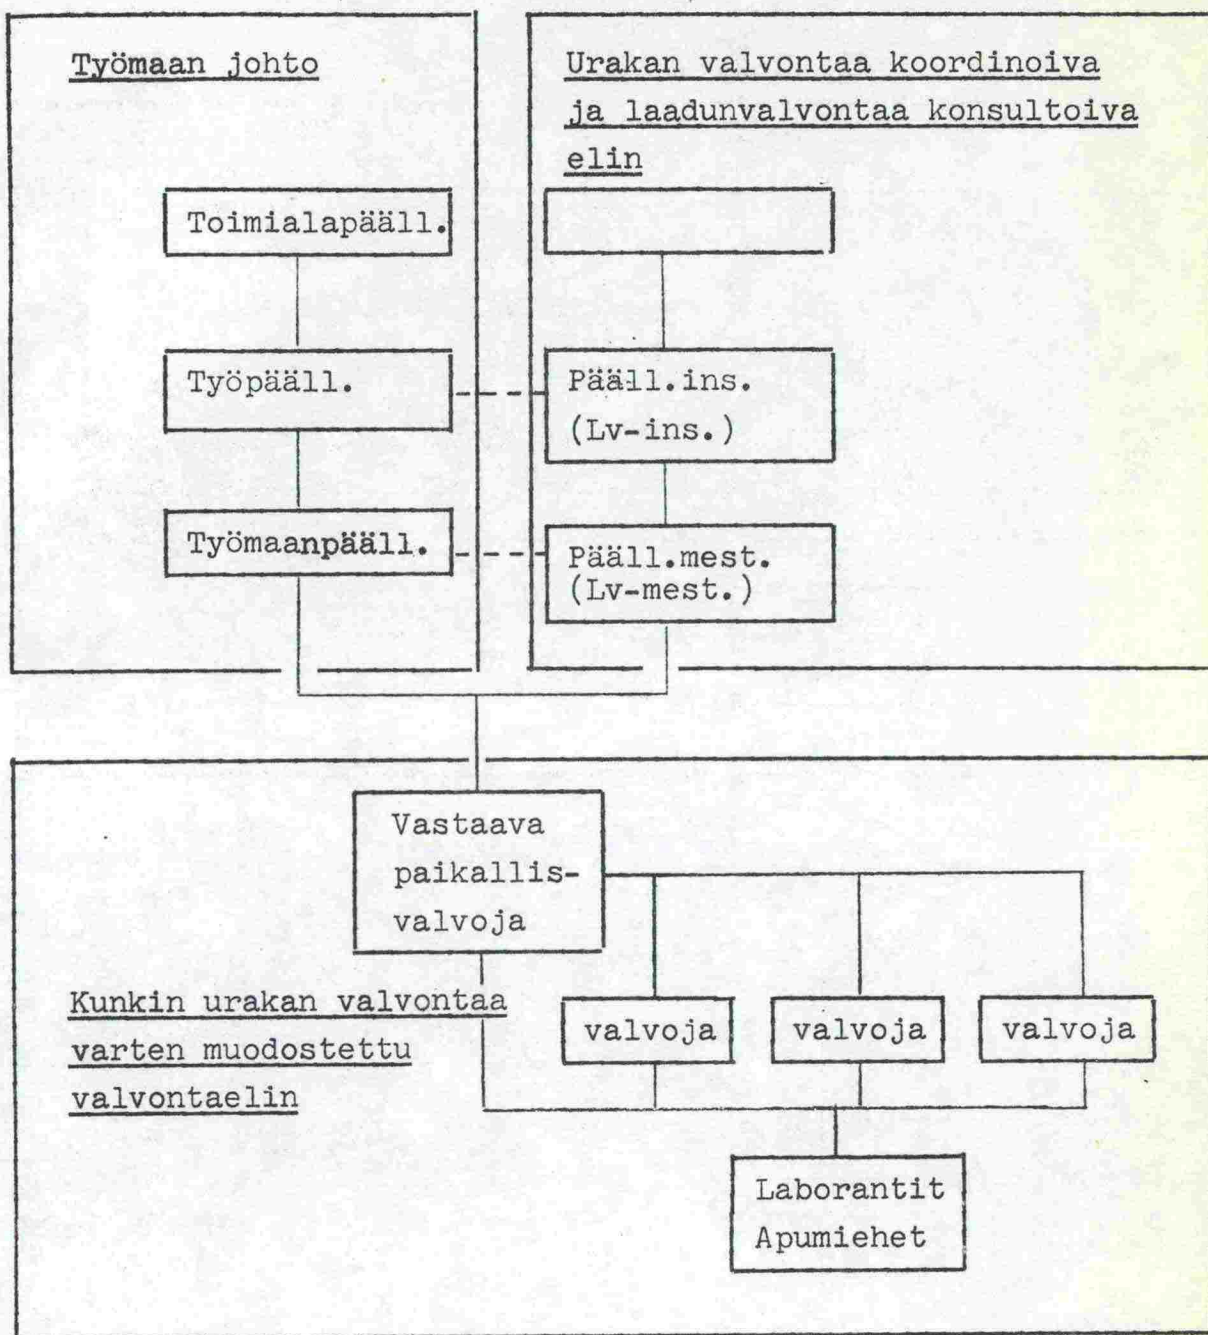 Työmaan johto
Toimialapääll.
Työpääll.
Työmaanpääll.
Urakan valvontaa koordinoiva
ja laadunvalvontaa konsultoiva
elin
Pääll.ins.
(Lv-ins.)
Pääll.mest.
(Lv-mest.)
Vastaava
paikallis-
valvoja
Kunkin urakan valvontaa
varten muodostettu
valvontaelin
valvoja
valvoja
valvoja
Laborantit
Apumiehet